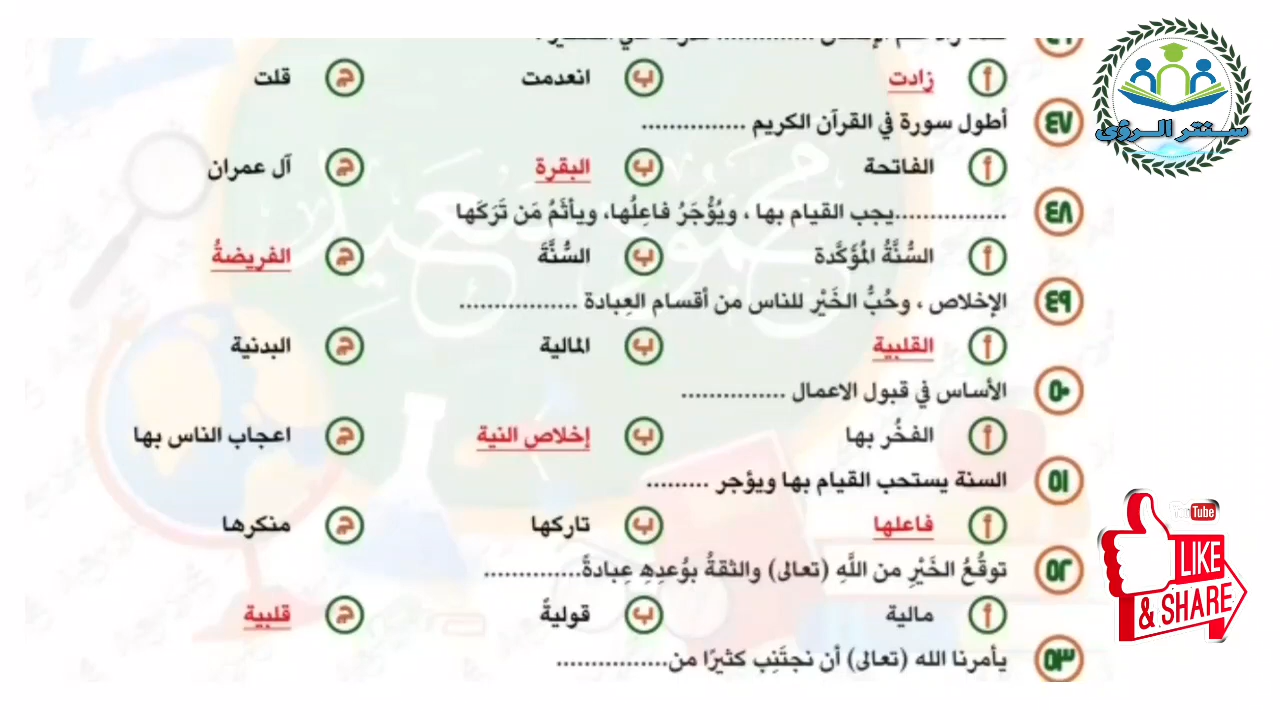 أ زادت ب انعدمت ج قلت
٤٧ أطول سورة في القرآن الكريم ...............
أ الفاتحة ب البقرة ج آل عمران
٤٨ ................يجب القيام بها ، ويُؤْجَرُ فاعِلُها، ويأثَمُ مَن تَرَكَها
أ السُّنَّةُ المُؤَكَّدة ب السُّنَّةَ ج الفريضةُ
٤٩ الإخلاص ، وحُبُّ الخَيْر للناس من أقسام العِبادة .................
أ القلبية ب المالية ج البدنية
٥٠ الأساس في قبول الاعمال ...............
أ الفخُر بها ب إخلاص النية ج اعجاب الناس بها
٥١ السنة يستحب القيام بها ويؤجر .........
أ فاعلها ب تاركها ج منكرها
٥٢ توقُعُ الخَيْرِ من اللَّهِ (تعالى) والثقةُ بوُعدِهِ عِبادةً..............
أ مالية ب قوليةً ج قلبية
٥٣ يأمرنا الله (تعالى) أن نجتَنِب كثيرًا من................
سنتر الرؤى
YouTube
LIKE
& SHARE
محمود سعيد